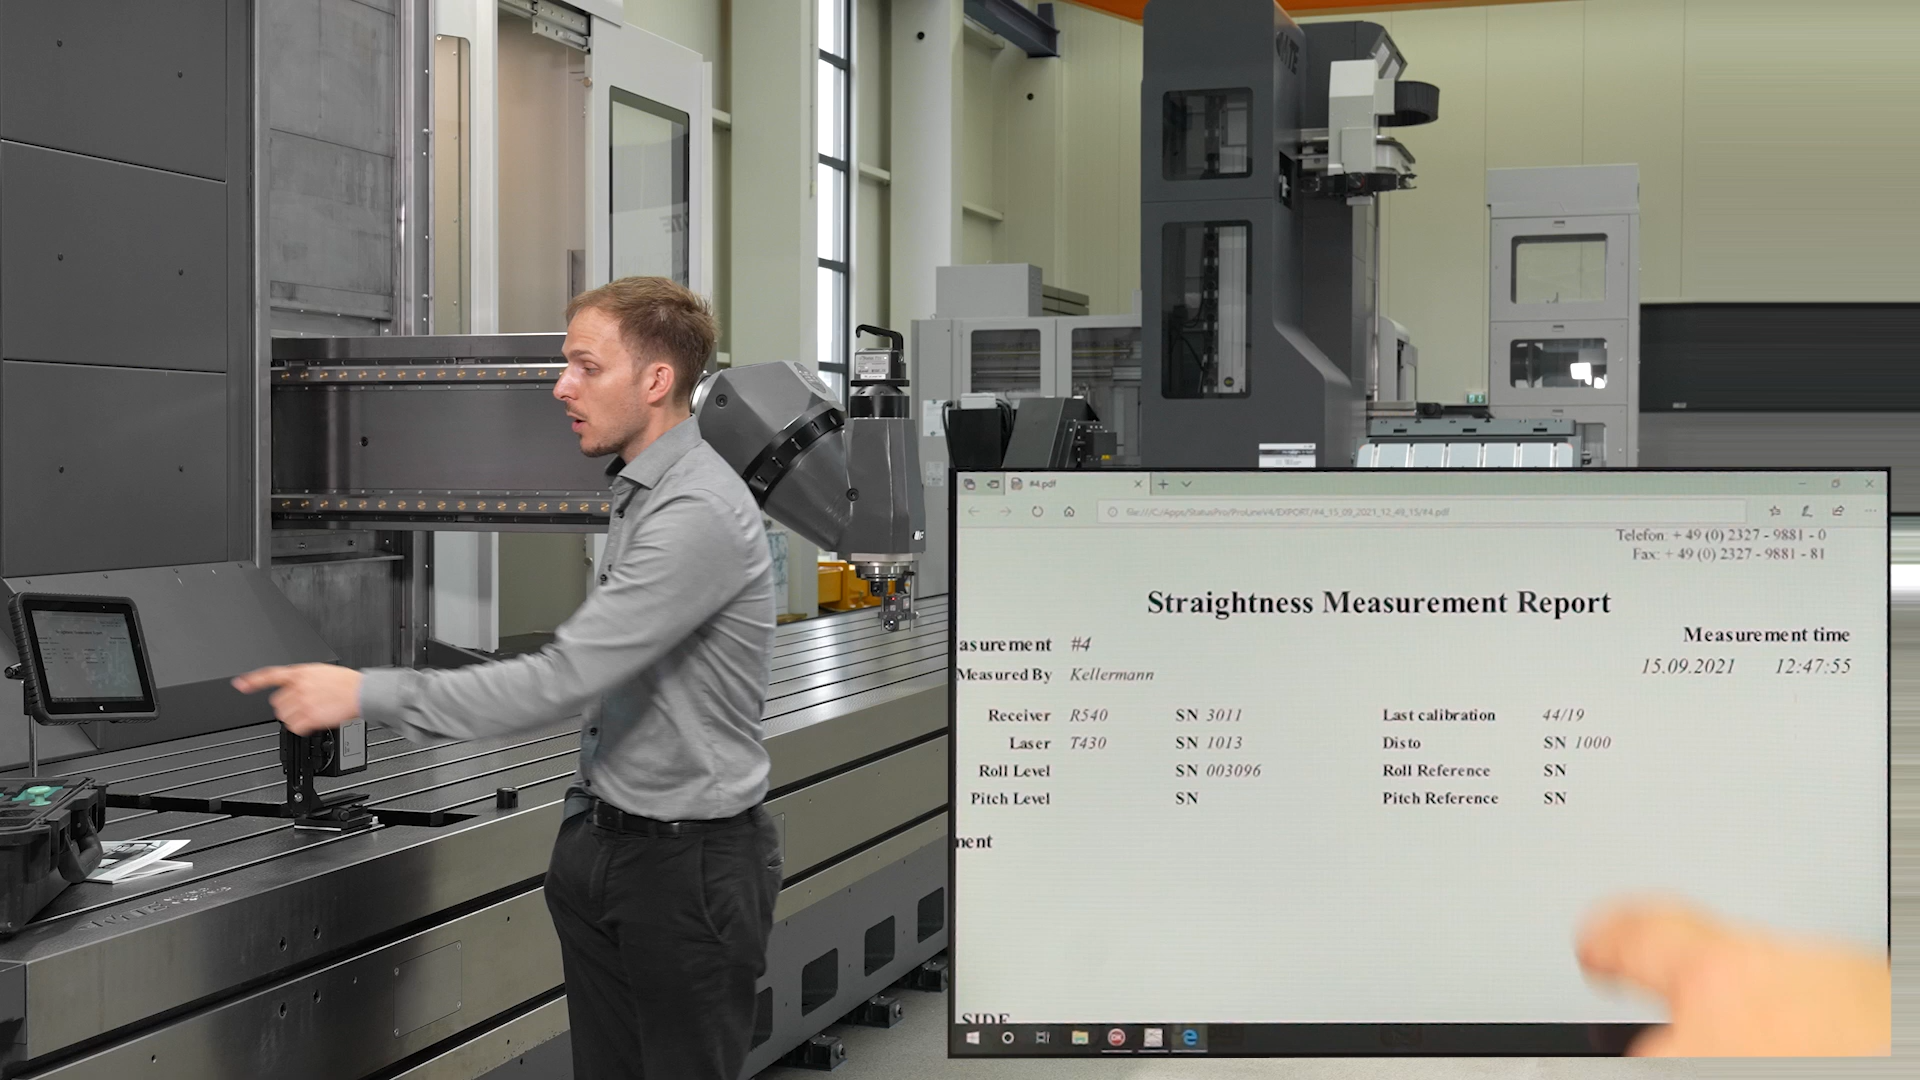 #4.pdf
file:///C:/Apps/StatusPro/ProLineV4/EXPORT/#4_15_09_2021_12_49_15/#4.pdf
Telefon: + 49 (0) 2327 - 9881 - 0
Fax: + 49 (0) 2327 - 9881 - 81
Straightness Measurement Report
asurement #4
Measurement time
Measured By Kellermann
15.09.2021 12:47:55
Receiver R540 SN 3011 Last calibration 44/19
Laser T430 SN 1013 Disto SN 1000
Roll Level SN 003096 Roll Reference SN
Pitch Level SN Pitch Reference SN
nent
SIDE